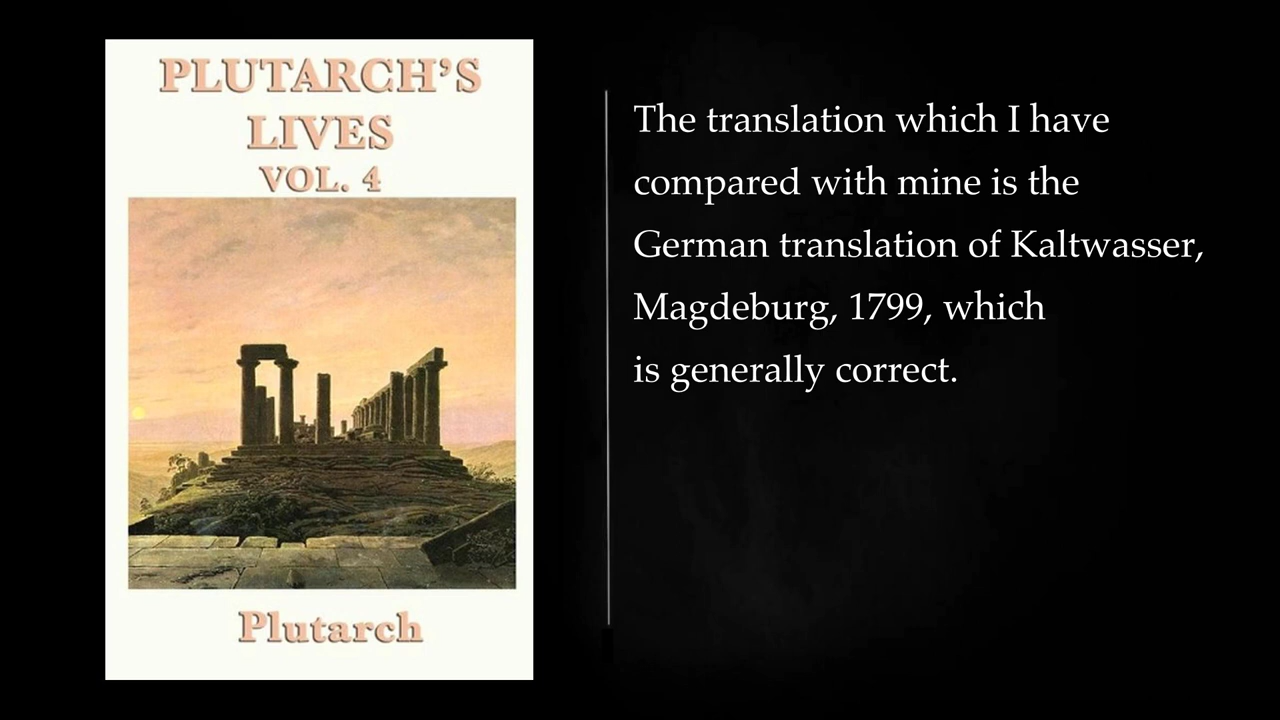 PLUTARCH'S
LIVES
VOL. 4
Plutarch
The translation which I have
compared with mine is the
German translation of Kaltwasser,
Magdeburg, 1799, which
is generally correct.